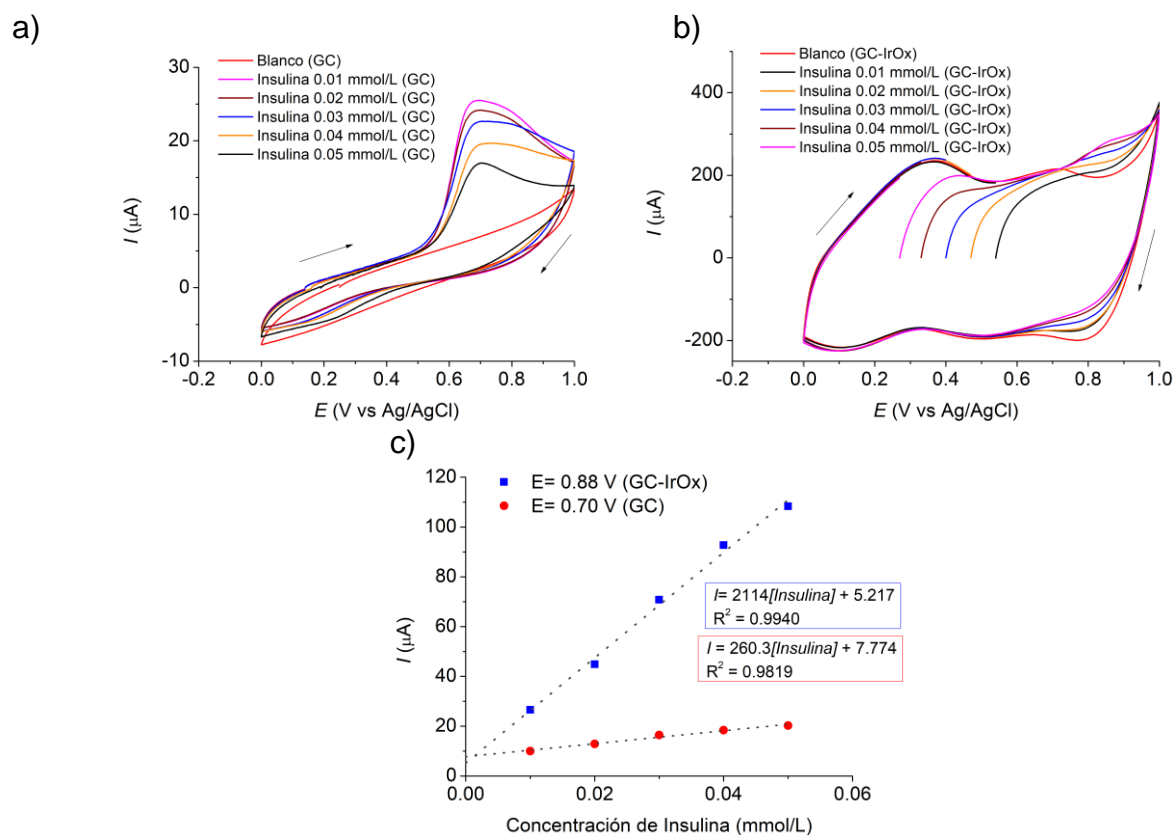 a)
Blanco (GC)
Insulina 0.01 mmol/L (GC)
Insulina 0.02 mmol/L (GC)
Insulina 0.03 mmol/L (GC)
Insulina 0.04 mmol/L (GC)
Insulina 0.05 mmol/L (GC)
30
20
10
0
-10
I (μA)
-0.2 0.0 0.2 0.4 0.6 0.8 1.0
E (V vs Ag/AgCl)
b)
Blanco (GC-IrOx)
Insulina 0.01 mmol/L (GC-IrOx)
Insulina 0.02 mmol/L (GC-IrOx)
Insulina 0.03 mmol/L (GC-IrOx)
Insulina 0.04 mmol/L (GC-IrOx)
Insulina 0.05 mmol/L (GC-IrOx)
400
200
0
-200
I (μA)
-0.2 0.0 0.2 0.4 0.6 0.8 1.0
E (V vs Ag/AgCl)
c)
E= 0.88 V (GC-IrOx)
E= 0.70 V (GC)
120
100
80
60
40
20
0
I (μA)
I= 2114[Insulina] + 5.217
R² = 0.9940
I = 260.3[Insulina] + 7.774
R² = 0.9819
0.00 0.02 0.04 0.06
Concentración de Insulina (mmol/L)